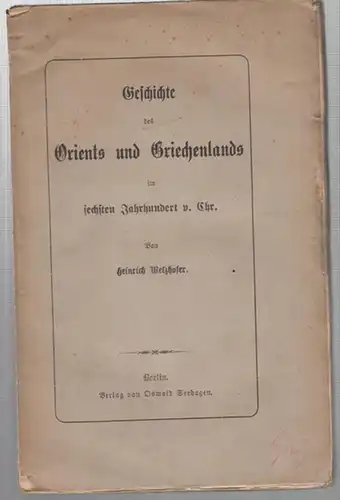 Geschichte
des
Orients und Griechenlands
im
sechsten Jahrhundert v. Chr.
Von
Heinrich Welzhofer.
Berlin.
Verlag von Oswald Seehagen.